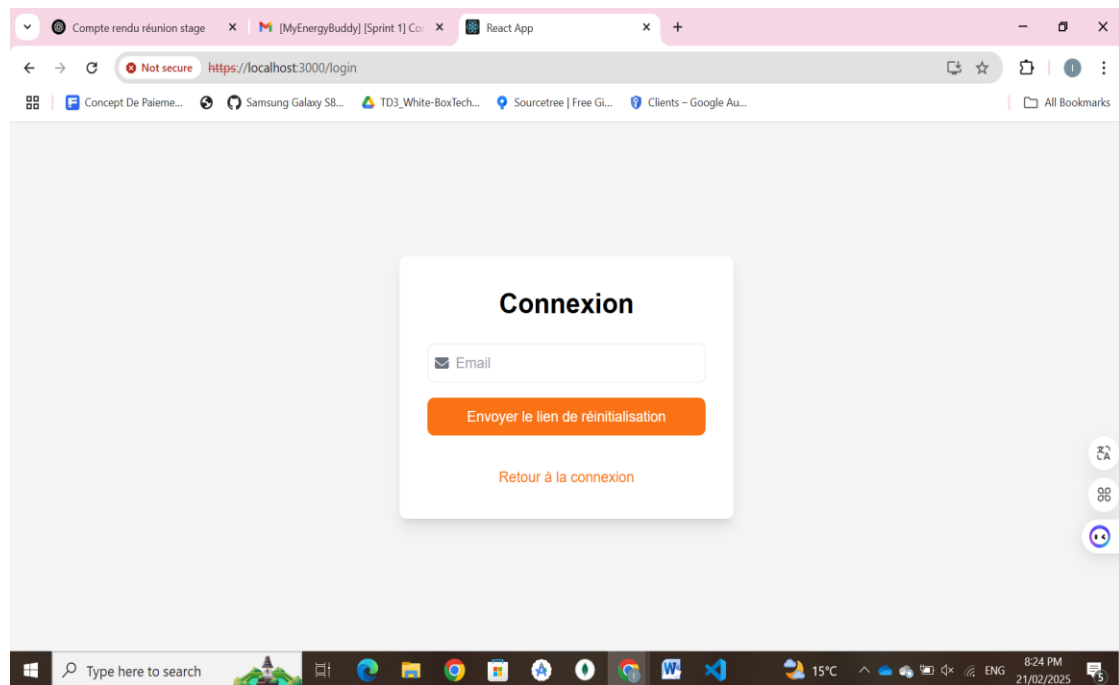 Compte rendu réunion stage
[MyEnergyBuddy] [Sprint 1] Co
React App
Not secure https://localhost:3000/login
Concept De Paieme...
Samsung Galaxy S8...
TD3_White-BoxTech...
Sourcetree | Free Gi...
Clients – Google Au...
All Bookmarks
Connexion
Email
Envoyer le lien de réinitialisation
Retour à la connexion
Type here to search
15°C
ENG
8:24 PM
21/02/2025
5